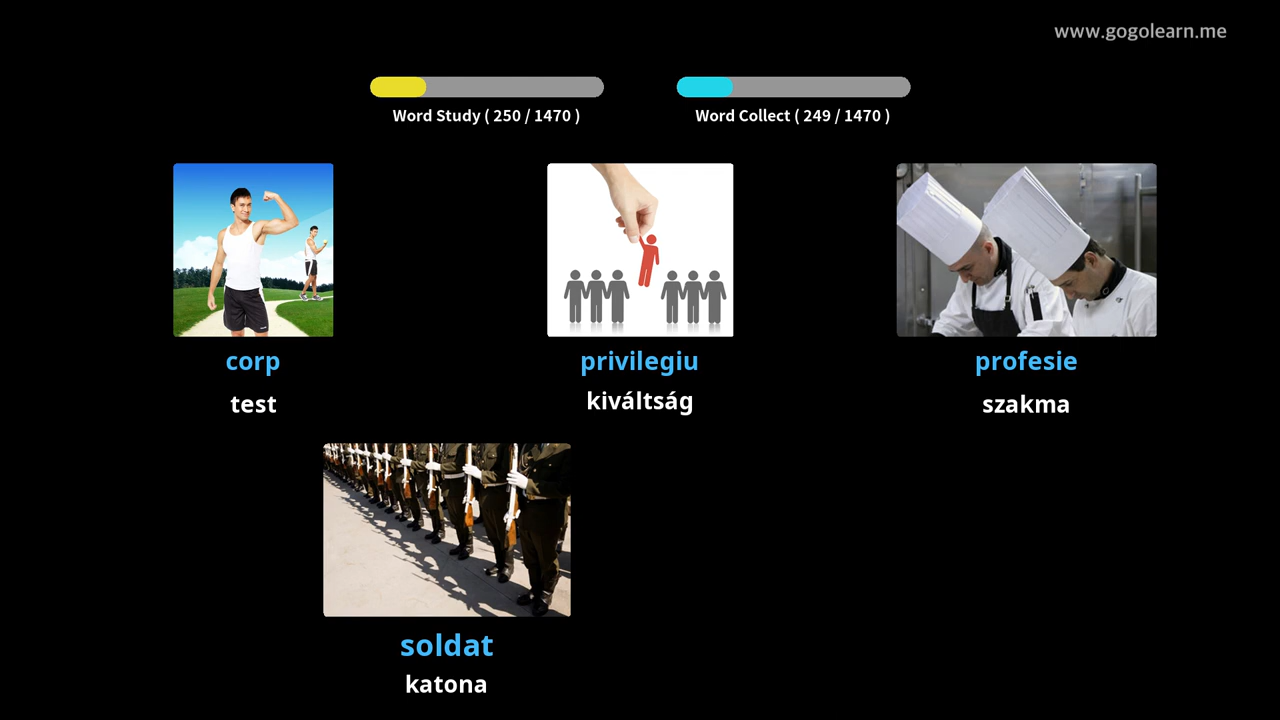 www.gogolearn.me
Word Study ( 250 / 1470 )
Word Collect ( 249 / 1470 )
corp
test
privilegiu
kiváltság
profesie
szakma
soldat
katona